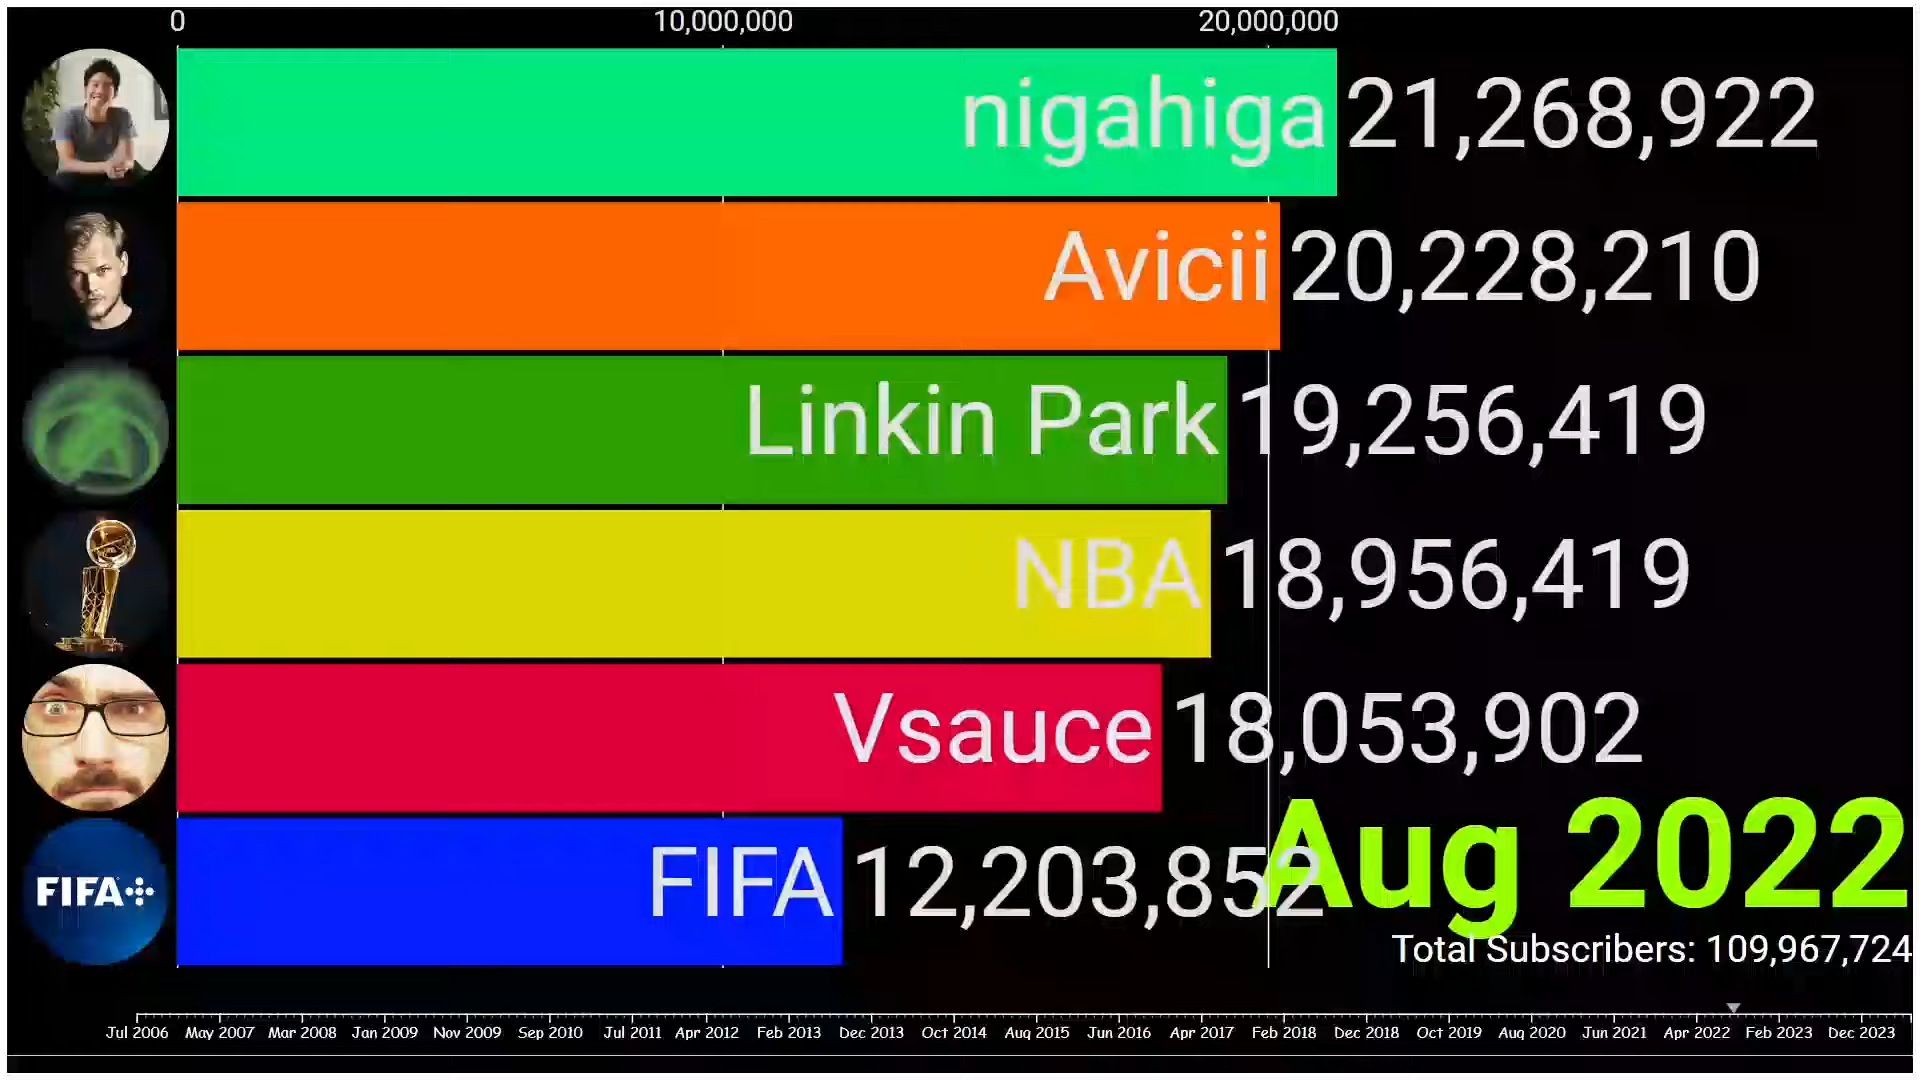 0 10,000,000 20,000,000
nigahiga 21,268,922
Avicii 20,228,210
Linkin Park 19,256,419
NBA 18,956,419
Vsauce 18,053,902
FIFA+ FIFA 12,203,852
Aug 2022
Total Subscribers: 109,967,724
Jul 2006 May 2007 Mar 2008 Jan 2009 Nov 2009 Sep 2010 Jul 2011 Apr 2012 Feb 2013 Dec 2013 Oct 2014 Aug 2015 Jun 2016 Apr 2017 Feb 2018 Dec 2018 Oct 2019 Aug 2020 Jun 2021 Apr 2022 Feb 2023 Dec 2023